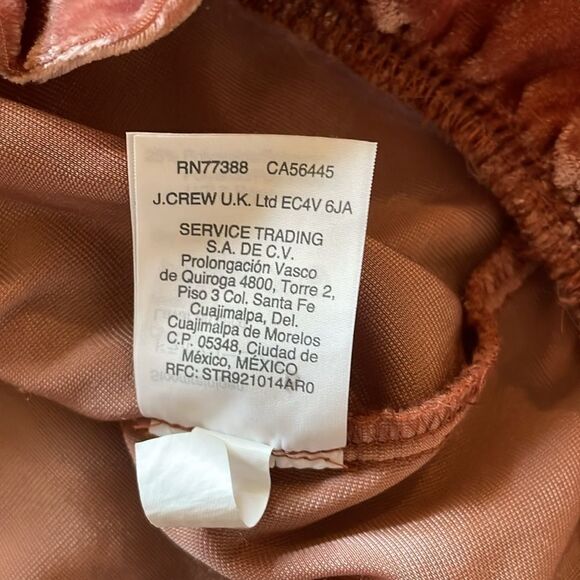 RN77388 CA56445
J.CREW U.K. Ltd EC4V 6JA
SERVICE TRADING
S.A. DE C.V.
Prolongación Vasco
de Quiroga 4800, Torre 2,
Piso 3 Col. Santa Fe
Cuajimalpa, Del.
Cuajimalpa de Morelos
C.P. 05348, Ciudad de
México, MÉXICO
RFC: STR921014AR0